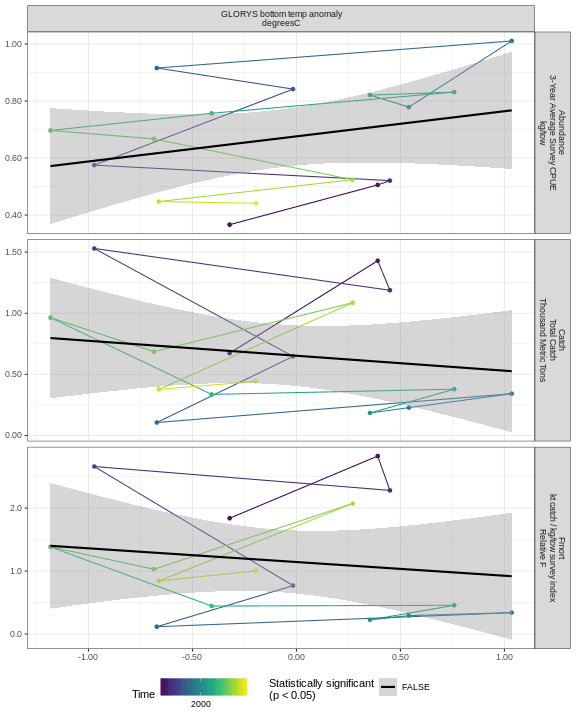 GLORYS bottom temp anomaly
degreesC
1.00
0.80
0.60
0.40
Abundance
3-Year Average Survey CPUE
kg/tow
1.50
1.00
0.50
0.00
Catch
Total Catch
Thousand Metric Tons
2.0
1.0
0.0
Fmort
kt catch / kg/tow survey index
Relative F
-1.00
-0.50
0.00
0.50
1.00
Time
2000
Statistically significant
(p < 0.05)
FALSE